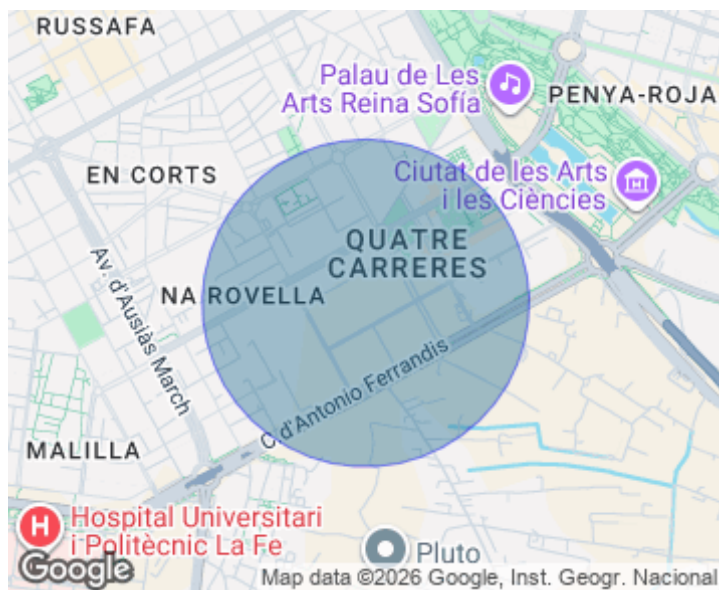 RUSSAFA
Palau de Les
Arts Reina Sofía
PENYA-ROJA
EN CORTS
Ciutat de les Arts
i les Ciències
QUATRE
CARRERES
NA ROVELLA
Av. d'Ausiàs March
C d'Antonio Ferrandis
MALILLA
H
Hospital Universitari
i Politècnic La Fe
Pluto
Google
Map data ©2026 Google, Inst. Geogr. Nacional